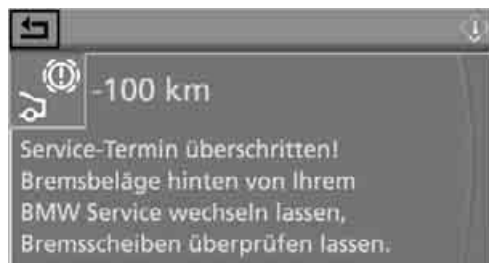 -100 km
Service-Termin überschritten!
Bremsbeläge hinten von Ihrem
BMW Service wechseln lassen,
Bremsscheiben überprüfen lassen.